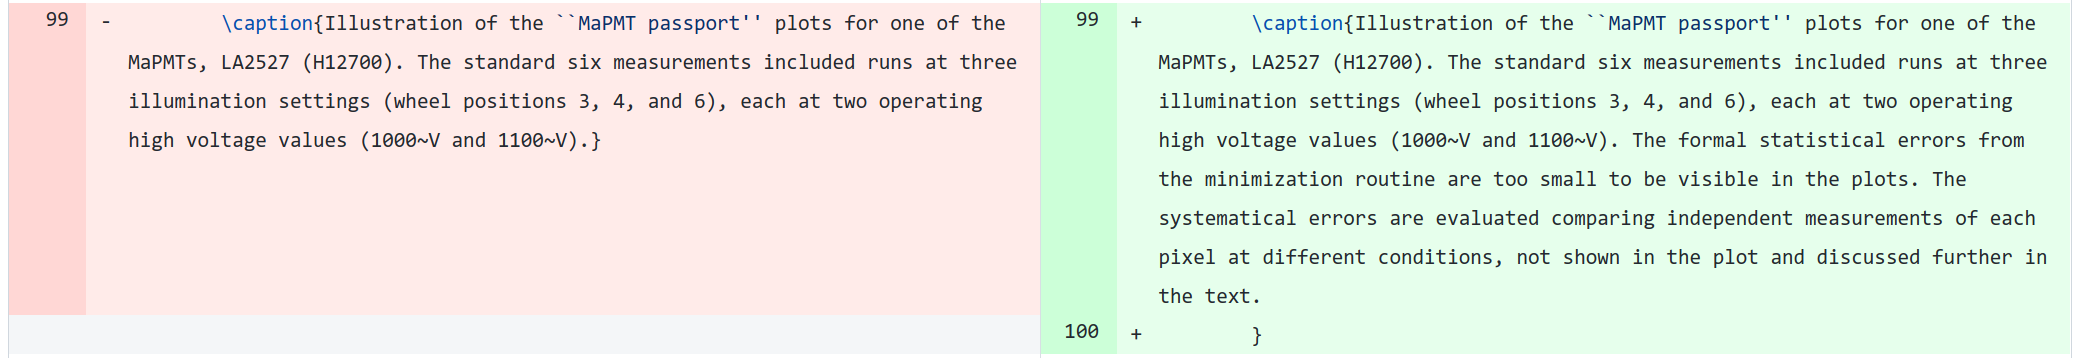 99 - \caption{Illustration of the ``MaPMT passport'' plots for one of the
MaPMTs, LA2527 (H12700). The standard six measurements included runs at three
illumination settings (wheel positions 3, 4, and 6), each at two operating
high voltage values (1000~V and 1100~V).}
99 + \caption{Illustration of the ``MaPMT passport'' plots for one of the
MaPMTs, LA2527 (H12700). The standard six measurements included runs at three
illumination settings (wheel positions 3, 4, and 6), each at two operating
high voltage values (1000~V and 1100~V). The formal statistical errors from
the minimization routine are too small to be visible in the plots. The
systematical errors are evaluated comparing independent measurements of each
pixel at different conditions, not shown in the plot and discussed further in
the text.
100 + }